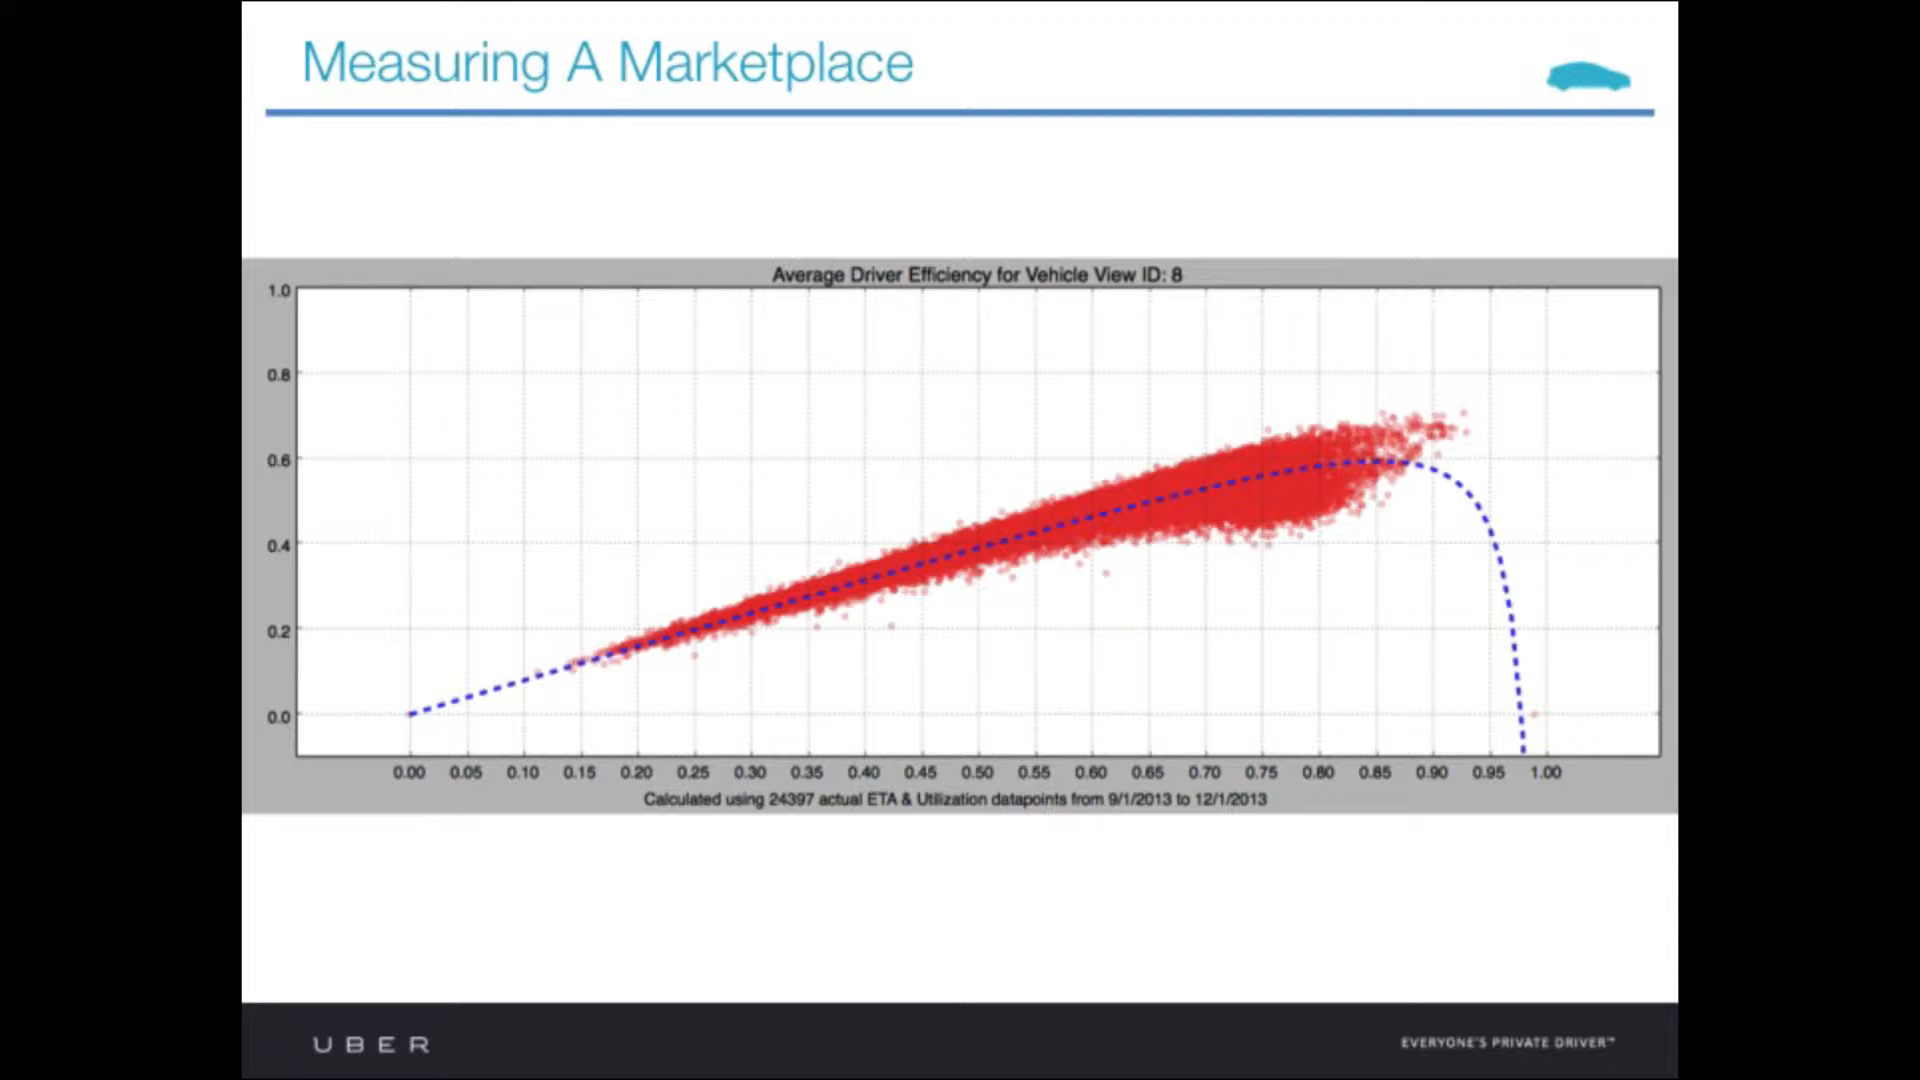 Measuring A Marketplace
Average Driver Efficiency for Vehicle View ID: 8
1.0
0.8
0.6
0.4
0.2
0.0
0.00 0.05 0.10 0.15 0.20 0.25 0.30 0.35 0.40 0.45 0.50 0.55 0.60 0.65 0.70 0.75 0.80 0.85 0.90 0.95 1.00
Calculated using 24397 actual ETA & Utilization datapoints from 9/1/2013 to 12/1/2013
UBER
EVERYONE'S PRIVATE DRIVER™